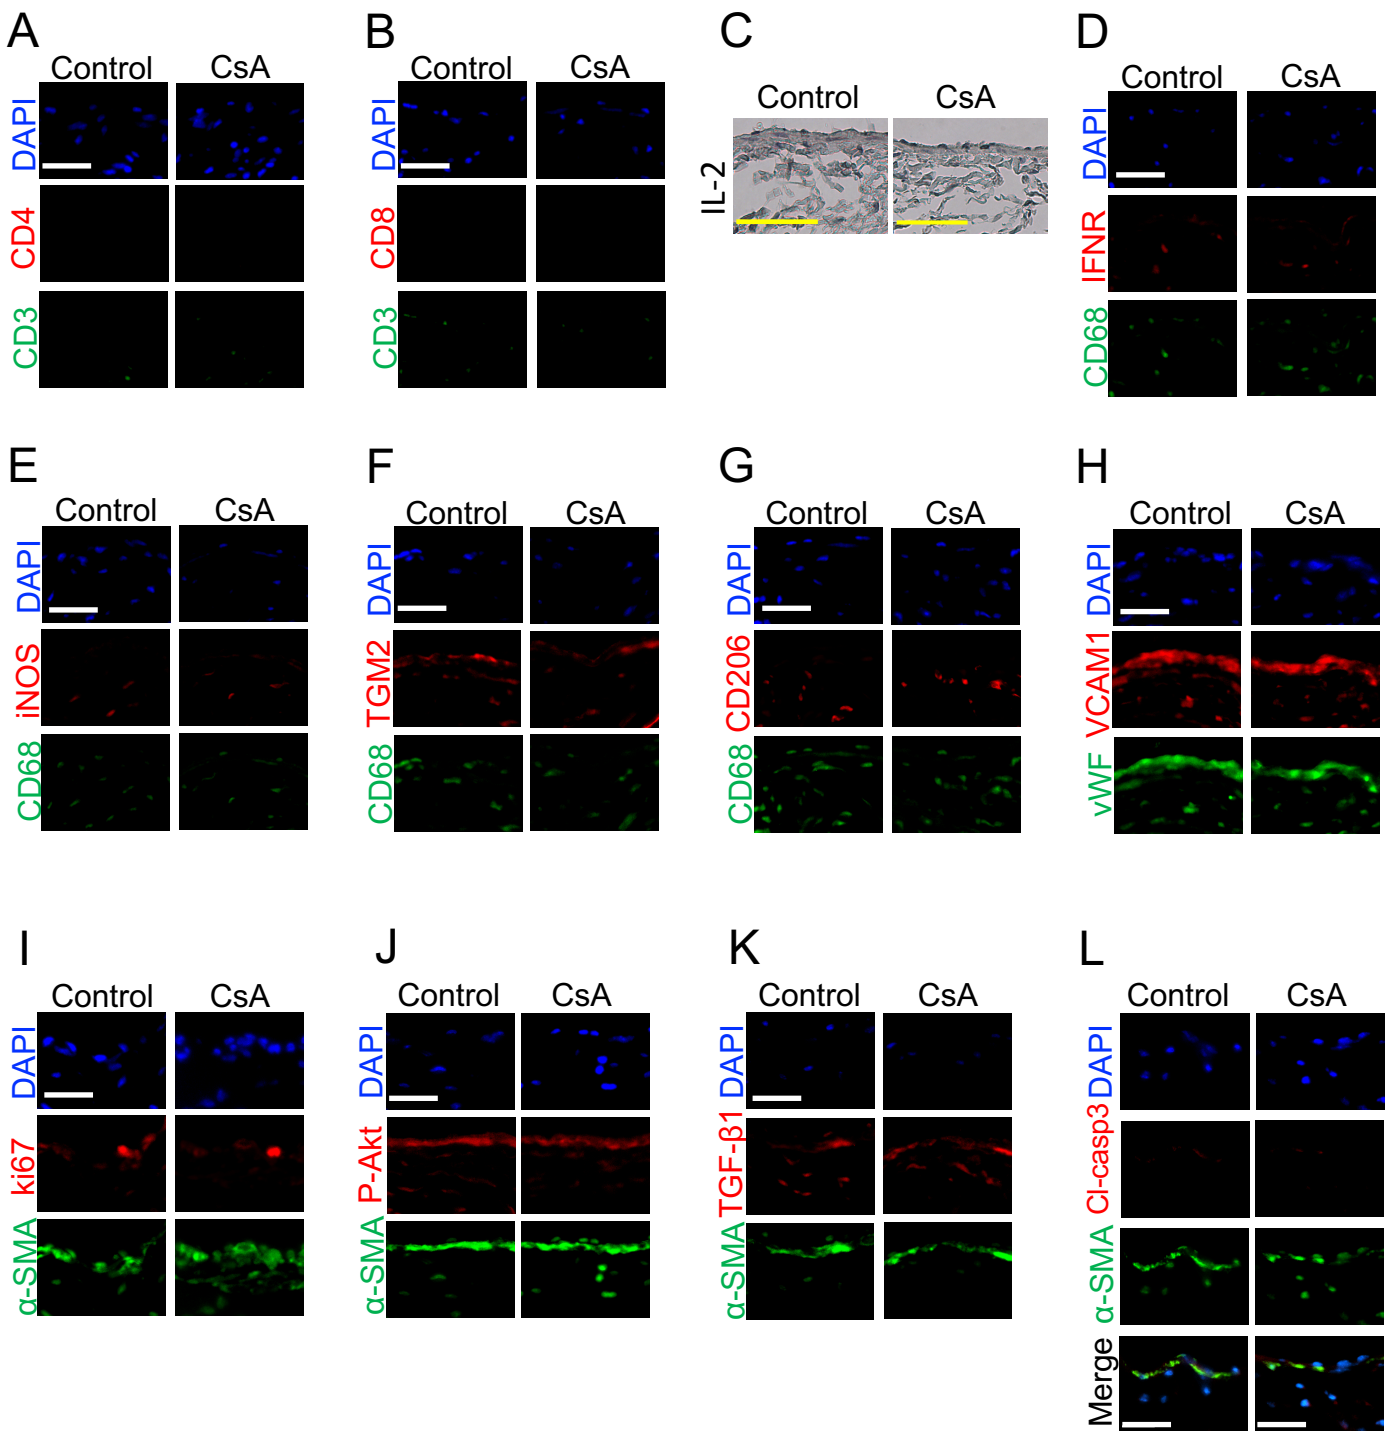 A
Control CsA
DAPI
CD4
CD3
B
Control CsA
DAPI
CD8
CD3
C
Control CsA
IL-2
D
Control CsA
DAPI
IFNR
CD68
E
Control CsA
DAPI
iNOS
CD68
F
Control CsA
DAPI
TGM2
CD68
G
Control CsA
DAPI
CD206
CD68
H
Control CsA
DAPI
VCAM1
vWF
I
Control CsA
DAPI
ki67
α-SMA
J
Control CsA
DAPI
P-Akt
α-SMA
K
Control CsA
DAPI
TGF-β1
α-SMA
L
Control CsA
DAPI
Cl-casp3
α-SMA
Merge